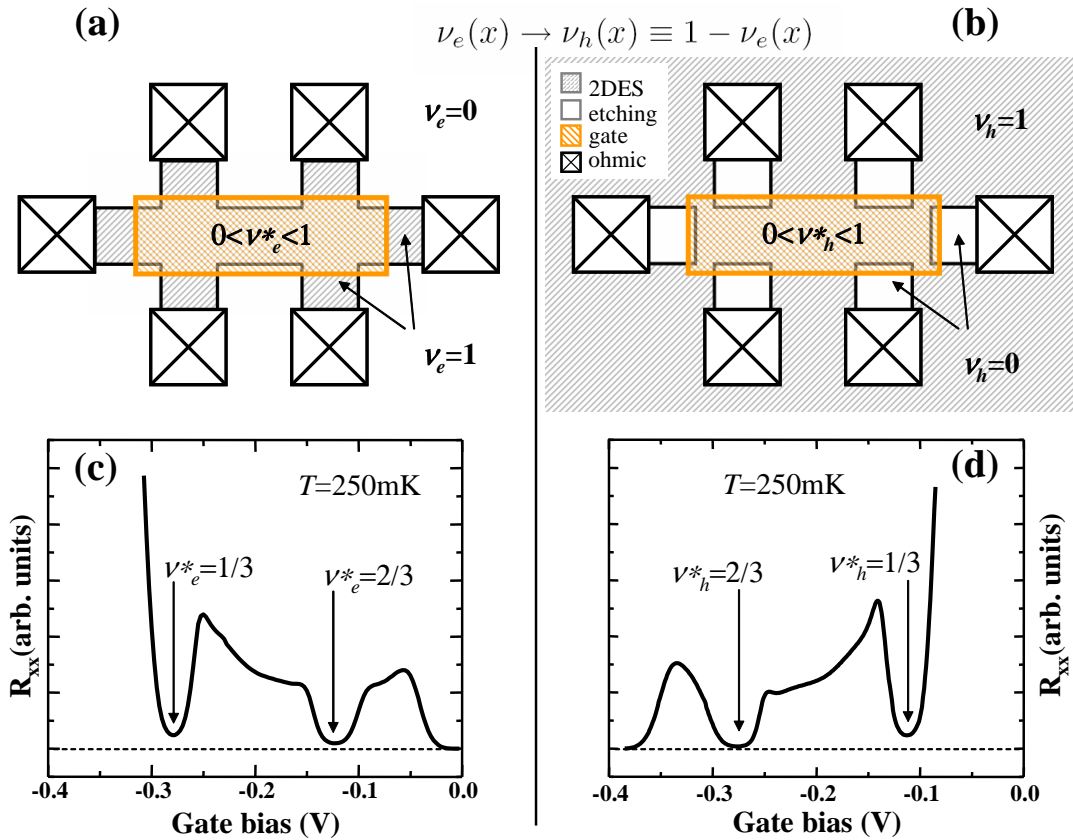 (a)
ν_e(x) → ν_h(x) ≡ 1 − ν_e(x)
(b)
ν_e=0
0<ν*_e<1
ν_e=1
2DES
etching
gate
ohmic
ν_h=1
0<ν*_h<1
ν_h=0
(c)
T=250mK
ν*_e=1/3
ν*_e=2/3
R_xx(arb. units)
-0.4 -0.3 -0.2 -0.1 0.0
Gate bias (V)
(d)
T=250mK
ν*_h=2/3
ν*_h=1/3
R_xx(arb. units)
-0.4 -0.3 -0.2 -0.1 0.0
Gate bias (V)